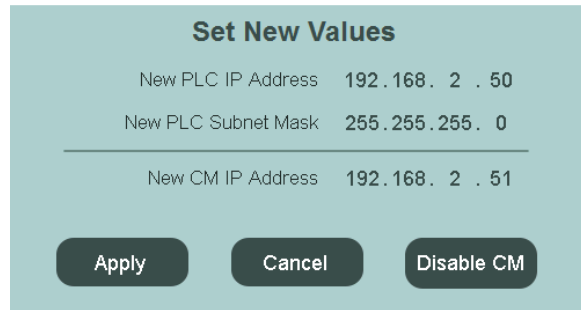 Set New Values
New PLC IP Address 192.168. 2 . 50
New PLC Subnet Mask 255.255.255. 0
New CM IP Address 192.168. 2 . 51
Apply Cancel Disable CM